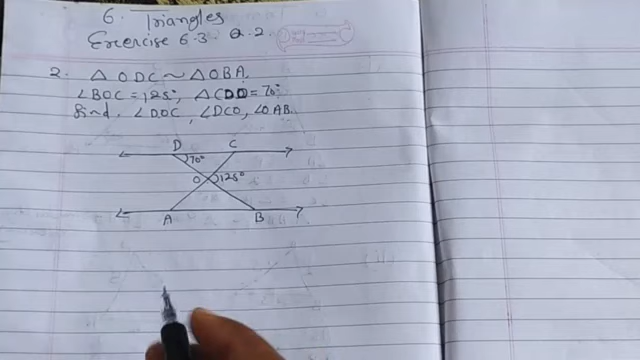 6. Triangles
Exercise 6.3. Q.2.
2. △ODC ~ △OBA.
∠BOC = 125°, △CDO = 70°
find, ∠DOC, ∠DCO, ∠OAB.
D C
70°
O 125°
A B